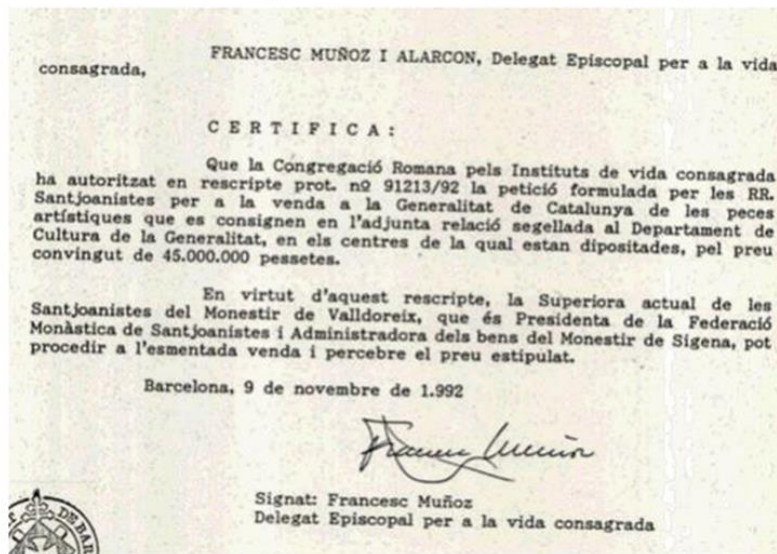 FRANCESC MUÑOZ I ALARCON, Delegat Episcopal per a la vida
consagrada,
C E R T I F I C A :
Que la Congregació Romana pels Instituts de vida consagrada
ha autoritzat en rescripte prot. nº 91213/92 la petició formulada per les RR.
Santjoanistes per a la venda a la Generalitat de Catalunya de les peces
artístiques que es consignen en l'adjunta relació segellada al Departament de
Cultura de la Generalitat, en els centres de la qual estan dipositades, pel preu
convingut de 45.000.000 pessetes.
En virtut d'aquest rescripte, la Superiora actual de les
Santjoanistes del Monestir de Valldoreix, que és Presidenta de la Federació
Monàstica de Santjoanistes i Administradora dels bens del Monestir de Sigena, pot
procedir a l'esmentada venda i percebre el preu estipulat.
Barcelona, 9 de novembre de 1.992
Signat: Francesc Muñoz
Delegat Episcopal per a la vida consagrada
DE BAR